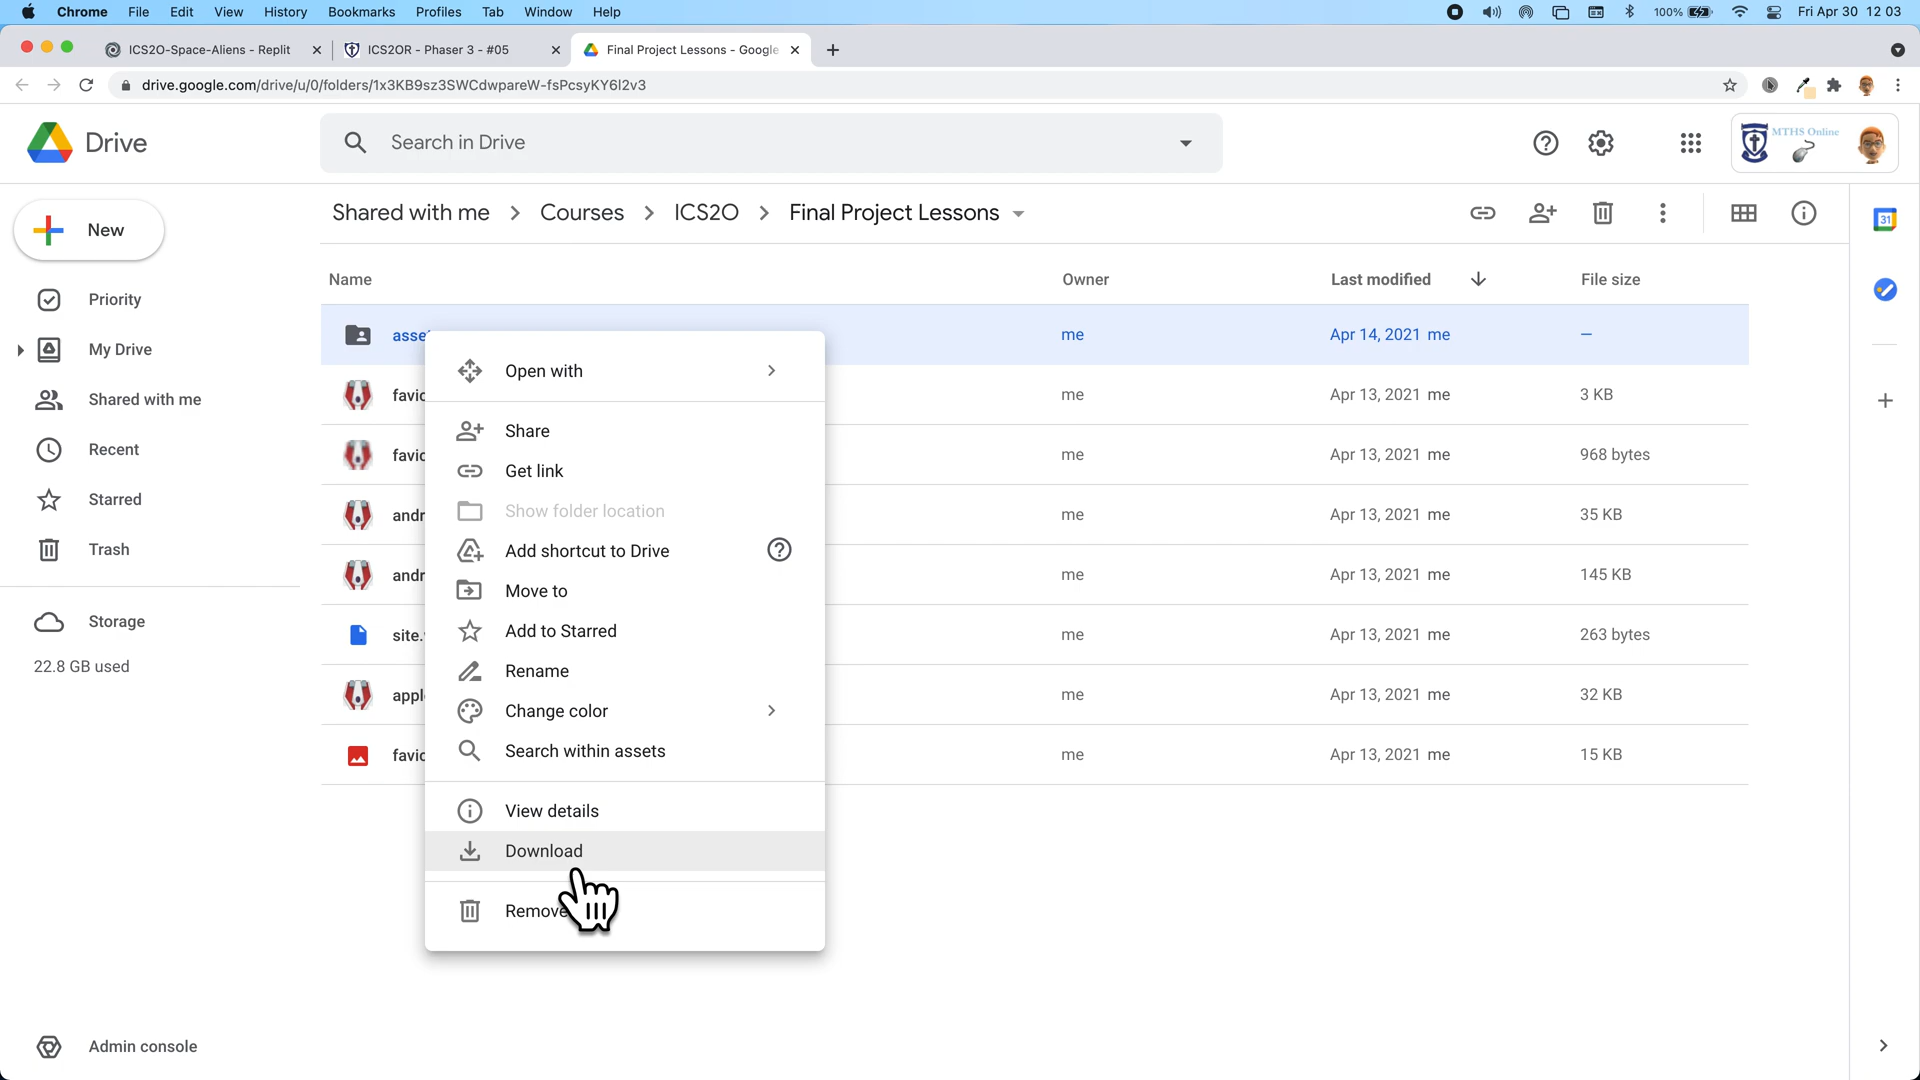 Chrome File Edit View History Bookmarks Profiles Tab Window Help 100% Fri Apr 30 12 03
ICS2O-Space-Aliens - Replit ICS2OR - Phaser 3 - #05 Final Project Lessons - Google
drive.google.com/drive/u/0/folders/1x3KB9sz3SWCdwpareW-fsPcsyKY6l2v3
Drive Search in Drive MTHS Online
New Shared with me Courses ICS2O Final Project Lessons 31
Name Owner Last modified File size
Priority
My Drive
Shared with me
Recent
Starred
Trash
Storage
22.8 GB used
Admin console
asse me Apr 14, 2021 me —
favic me Apr 13, 2021 me 3 KB
favic me Apr 13, 2021 me 968 bytes
andr me Apr 13, 2021 me 35 KB
andr me Apr 13, 2021 me 145 KB
site. me Apr 13, 2021 me 263 bytes
appl me Apr 13, 2021 me 32 KB
favic me Apr 13, 2021 me 15 KB
Open with
Share
Get link
Show folder location
Add shortcut to Drive
Move to
Add to Starred
Rename
Change color
Search within assets
View details
Download
Remove